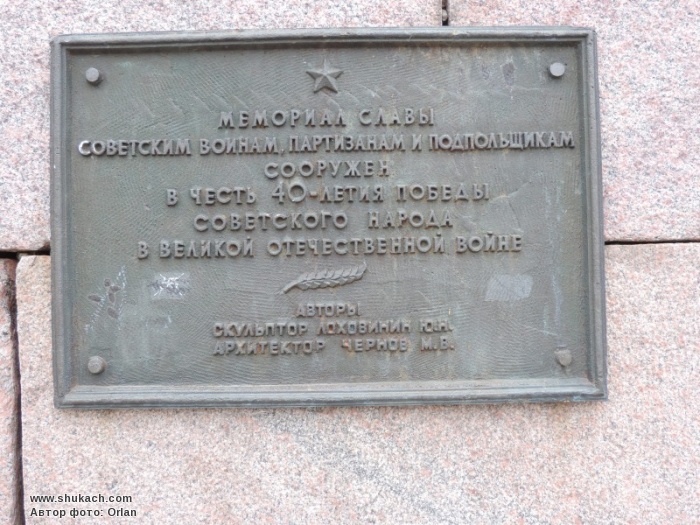 МЕМОРИАЛ СЛАВЫ
СОВЕТСКИМ ВОИНАМ, ПАРТИЗАНАМ И ПОДПОЛЬЩИКАМ
СООРУЖЕН
В ЧЕСТЬ 40-ЛЕТИЯ ПОБЕДЫ
СОВЕТСКОГО НАРОДА
В ВЕЛИКОЙ ОТЕЧЕСТВЕННОЙ ВОЙНЕ
АВТОРЫ
СКУЛЬПТОР ЛОХОВИНИН Ю.Н.
АРХИТЕКТОР ЧЕРНОВ М.В.
www.shukach.com
Автор фото: Orlan